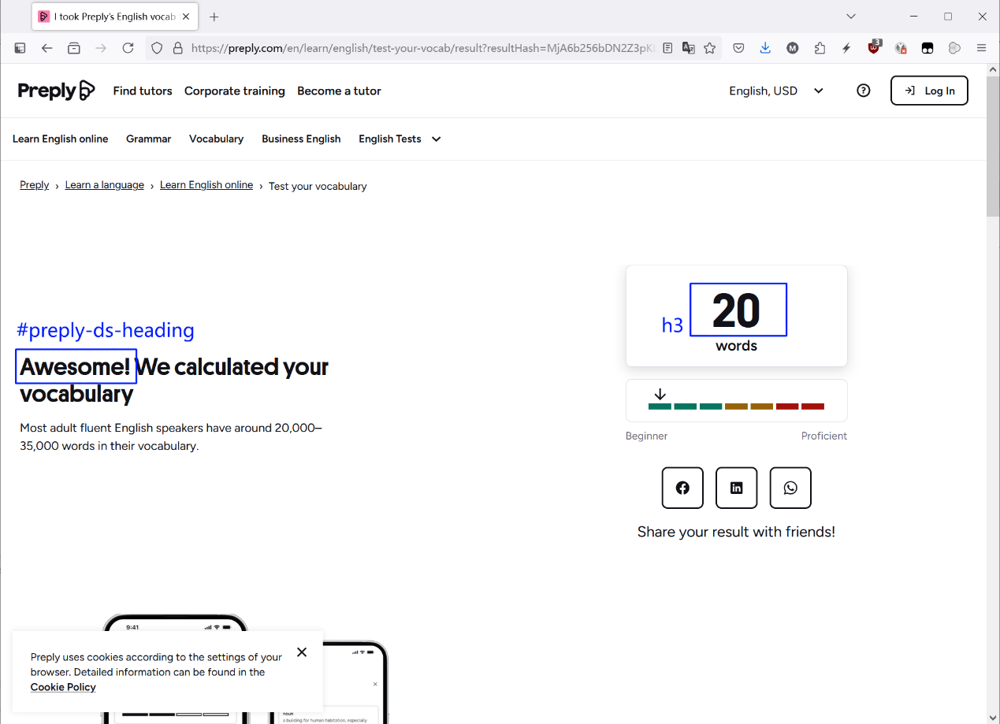 I took Preply's English vocab
https://preply.com/en/learn/english/test-your-vocab/result?resultHash=MjA6b256bDN2Z3pKL
3
Preply
Find tutors
Corporate training
Become a tutor
English, USD
Log In
Learn English online
Grammar
Vocabulary
Business English
English Tests
Preply › Learn a language › Learn English online › Test your vocabulary
#preply-ds-heading
Awesome! We calculated your
vocabulary
Most adult fluent English speakers have around 20,000–
35,000 words in their vocabulary.
h3
20
words
Beginner
Proficient
Share your result with friends!
9:41
Preply uses cookies according to the settings of your
browser. Detailed information can be found in the
Cookie Policy
noun
a building for human habitation, especially